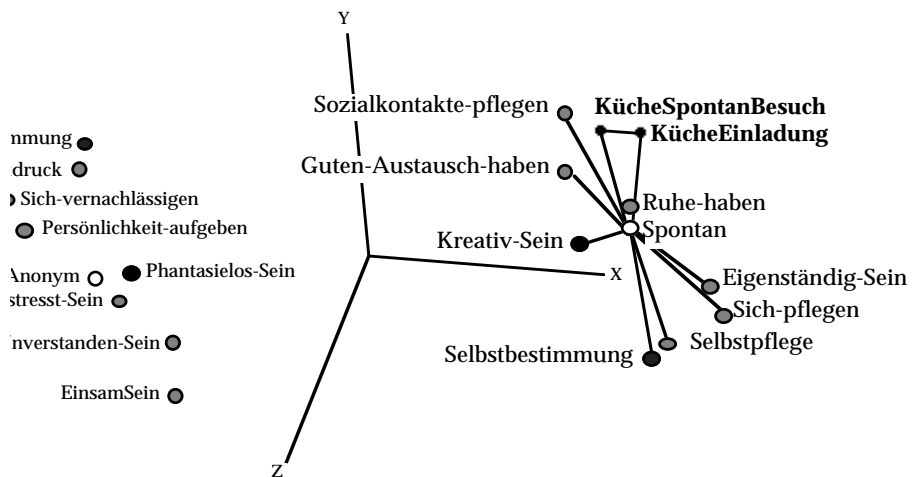 Y
Sozialkontakte-pflegen
KücheSpontanBesuch
KücheEinladung
mmung
druck
Guten-Austausch-haben
Sich-vernachlässigen
Ruhe-haben
Persönlichkeit-aufgeben
Spontan
Kreativ-Sein
Anonym
Phantasielos-Sein
X
Eigenständig-Sein
stresst-Sein
Sich-pflegen
nverstanden-Sein
Selbstpflege
Selbstbestimmung
EinsamSein
Z